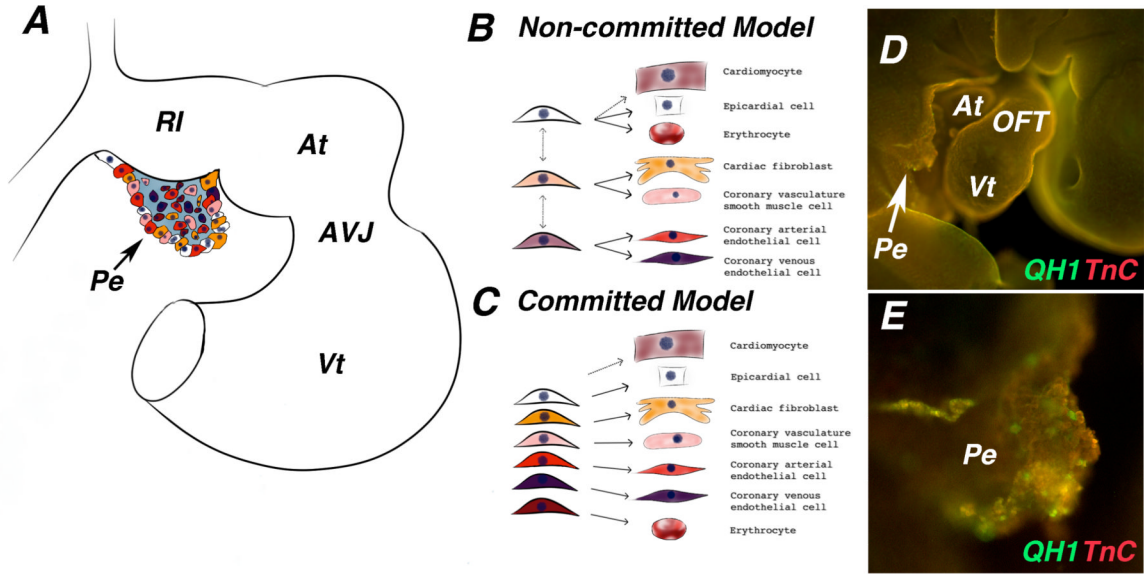 A
RI
At
AVJ
Pe
Vt
B Non-committed Model
Cardiomyocyte
Epicardial cell
Erythrocyte
Cardiac fibroblast
Coronary vasculature
smooth muscle cell
Coronary arterial
endothelial cell
Coronary venous
endothelial cell
C Committed Model
Cardiomyocyte
Epicardial cell
Cardiac fibroblast
Coronary vasculature
smooth muscle cell
Coronary arterial
endothelial cell
Coronary venous
endothelial cell
Erythrocyte
D
At
OFT
Vt
Pe
QH1 TnC
E
Pe
QH1 TnC